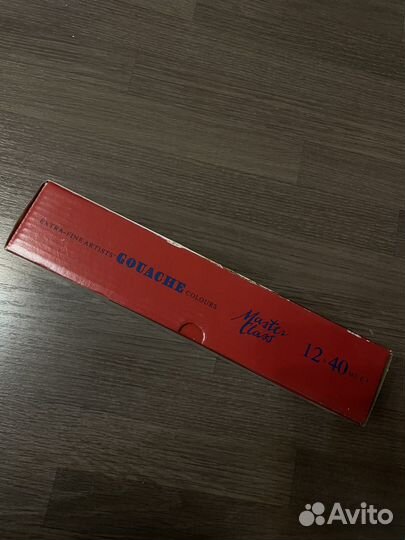 EXTRA-FINE ARTISTS'
GOUACHE
COLOURS
Master
Class
12×40
Avito